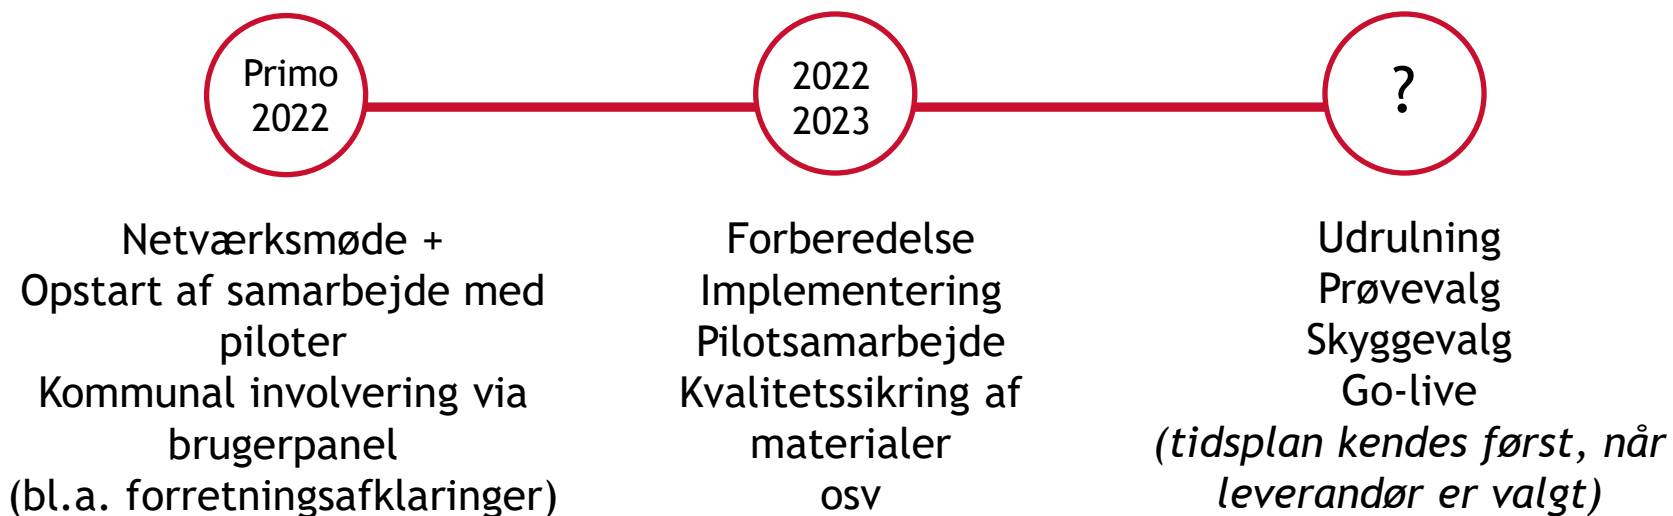 Primo
2022
2022
2023
?
Netværksmøde +
Opstart af samarbejde med
piloter
Kommunal involvering via
brugerpanel
(bl.a. forretningsafklaringer)
Forberedelse
Implementering
Pilotsamarbejde
Kvalitetssikring af
materialer
osv
Udrulning
Prøvevalg
Skyggevalg
Go-live
(tidsplan kendes først, når
leverandør er valgt)